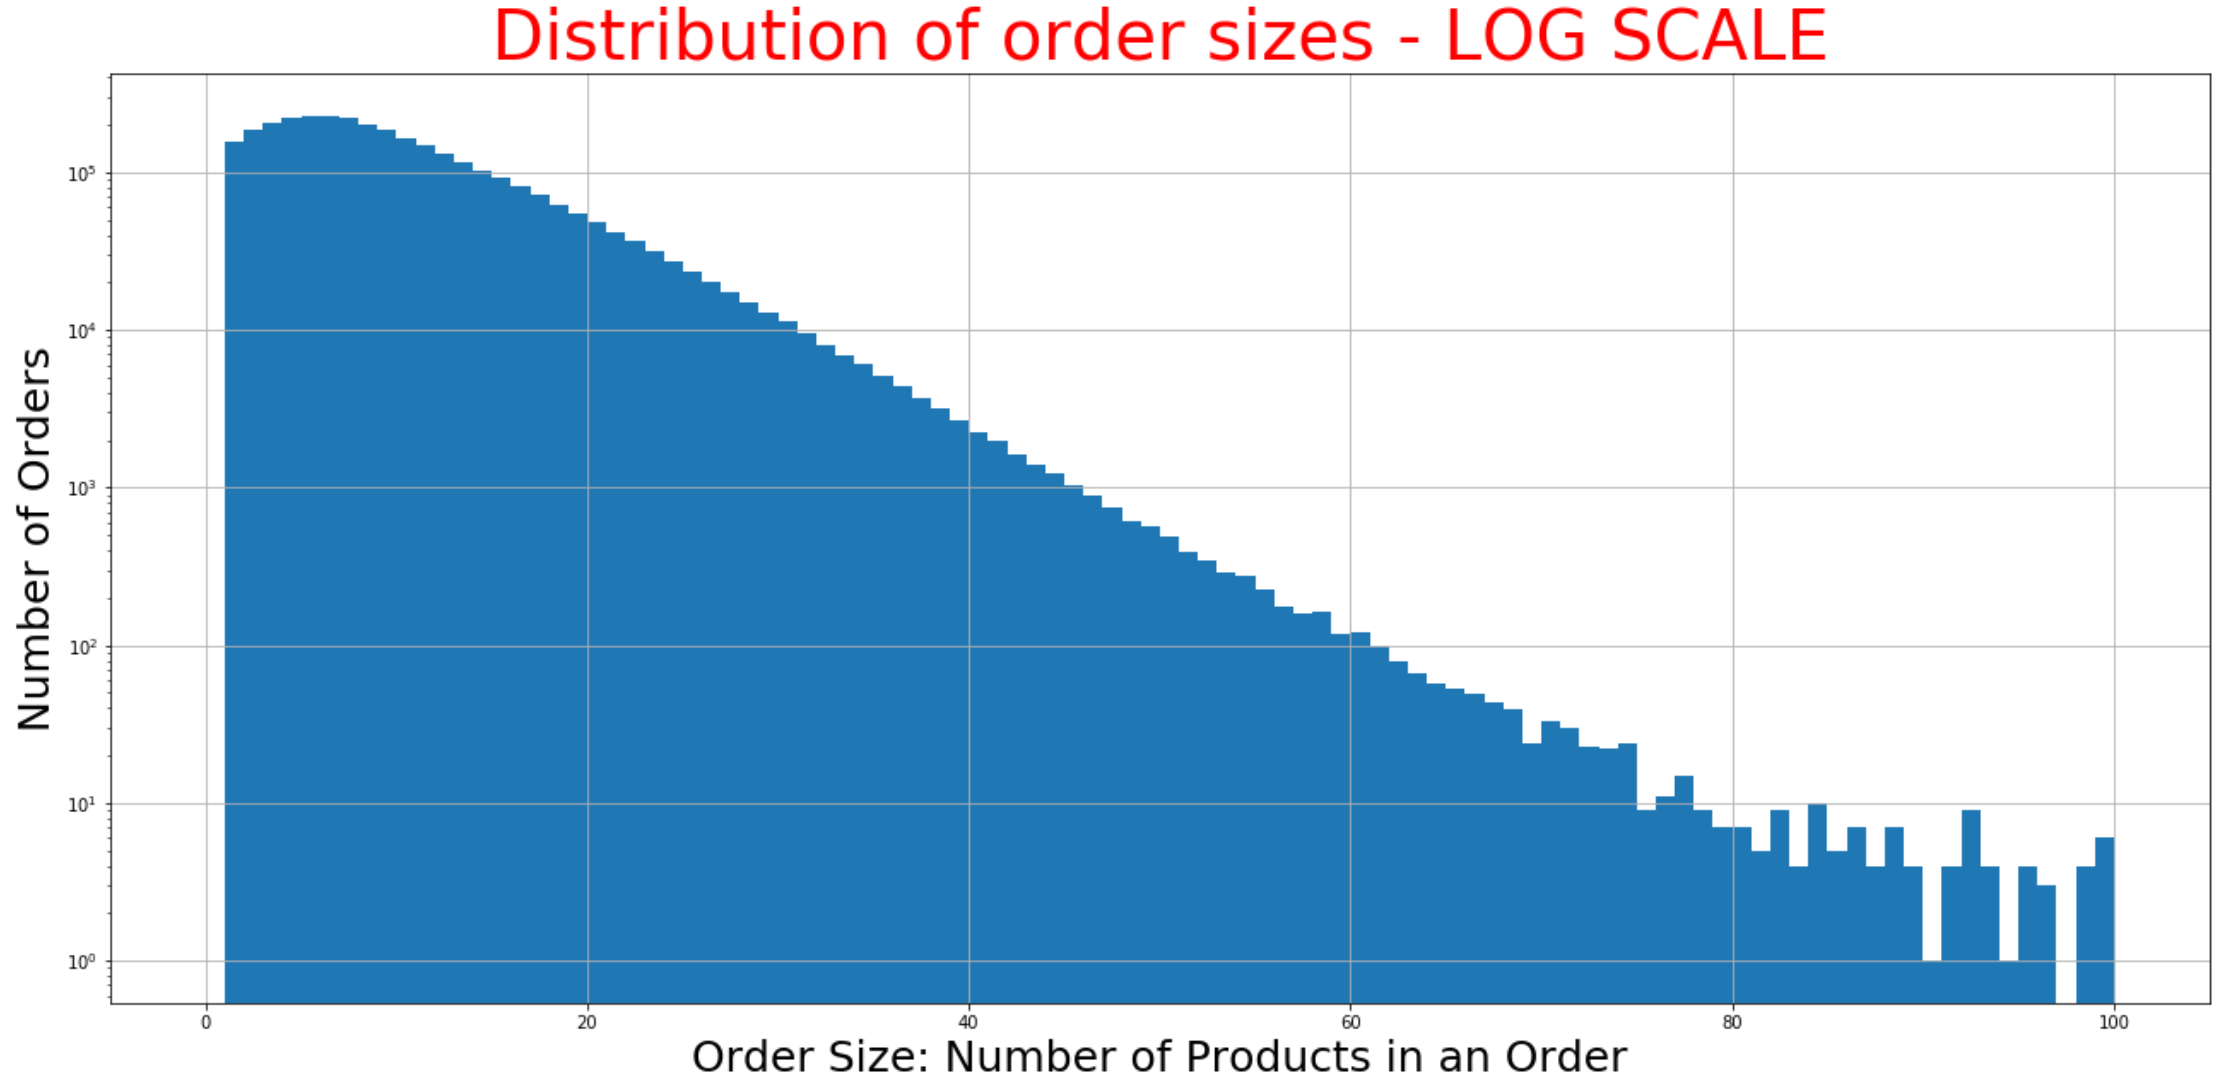 Distribution of order sizes - LOG SCALE
Number of Orders
10⁵
10⁴
10³
10²
10¹
10⁰
0 20 40 60 80 100
Order Size: Number of Products in an Order